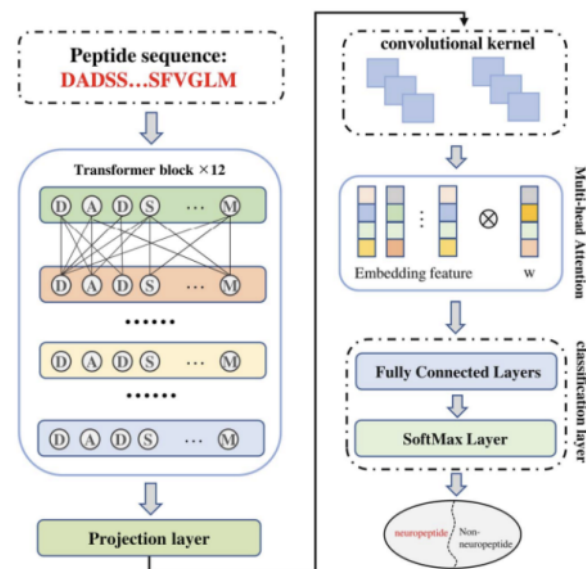 Peptide sequence:
DADSS...SFVGLM
Transformer block ×12
D A D S ... M
D A D S ... M
......
D A D S ... M
......
D A D S ... M
Projection layer
convolutional kernel
Embedding feature
w
Multi-head Attention
Fully Connected Layers
SoftMax Layer
classification layer
neuropeptide
Non-
neuropeptide